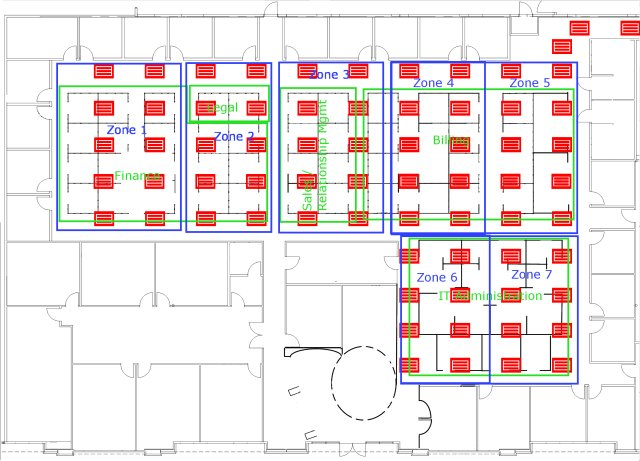 Zone 3
Zone 4
Zone 5
Legal
Zone 1
Zone 2
Billing
Finance
Sales/
Relationship Mgmt
Zone 6
Zone 7
IT Administration